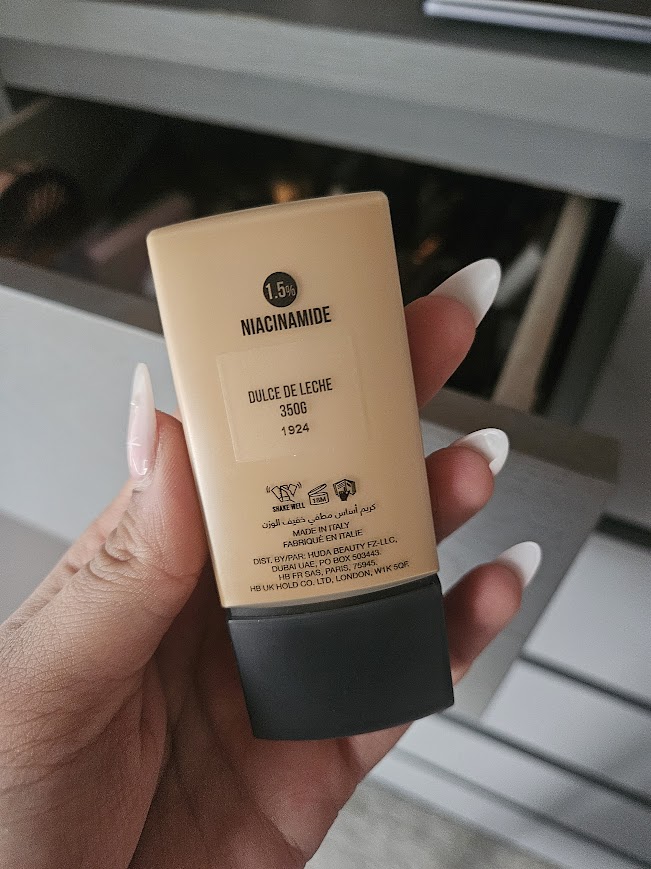 1.5%
NIACINAMIDE
DULCE DE LECHE
350G
1924
SHAKE WELL
18M
كريم أساس مطفي خفيف الوزن
MADE IN ITALY
FABRIQUÉ EN ITALIE
DIST. BY/PAR: HUDA BEAUTY FZ-LLC,
DUBAI UAE, PO BOX 503443.
HB FR SAS, PARIS, 75945.
HB UK HOLD CO. LTD, LONDON, W1K 5QF.